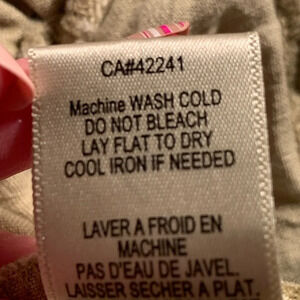 CA#42241
Machine WASH COLD
DO NOT BLEACH
LAY FLAT TO DRY
COOL IRON IF NEEDED
LAVER A FROID EN
MACHINE
PAS D'EAU DE JAVEL.
LAISSER SECHER A PLAT.